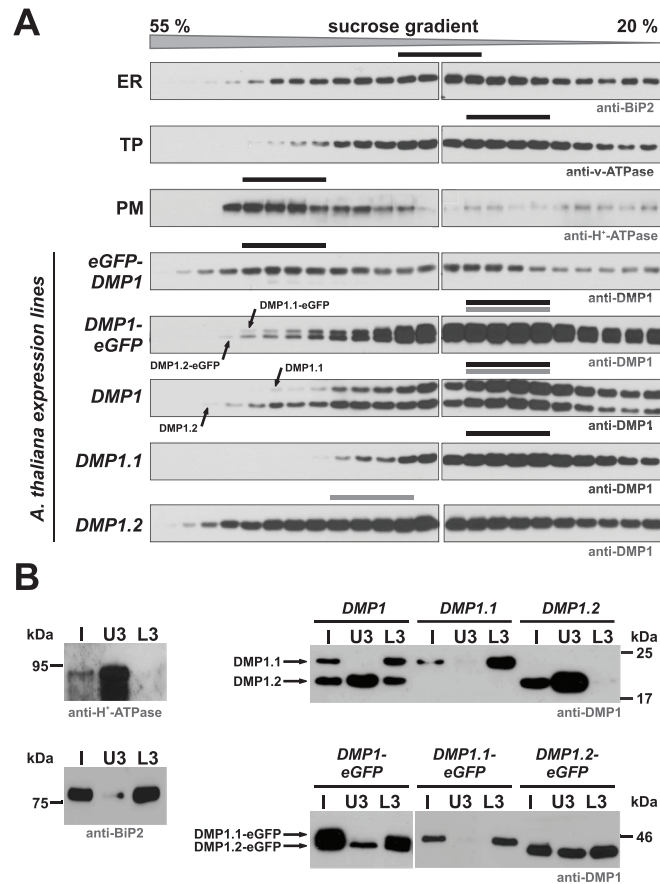 A
55 % sucrose gradient 20 %
ER
anti-BiP2
TP
anti-v-ATPase
PM
anti-H⁺-ATPase
A. thaliana expression lines
eGFP-
DMP1
anti-DMP1
DMP1-
eGFP
DMP1.1-eGFP
DMP1.2-eGFP
anti-DMP1
DMP1
DMP1.1
DMP1.2
anti-DMP1
DMP1.1
anti-DMP1
DMP1.2
anti-DMP1
B
kDa I U3 L3
95
anti-H⁺-ATPase
kDa I U3 L3
75
anti-BiP2
DMP1 DMP1.1 DMP1.2
I U3 L3 I U3 L3 I U3 L3 kDa
DMP1.1 25
DMP1.2 17
anti-DMP1
DMP1- DMP1.1- DMP1.2-
eGFP eGFP eGFP
I U3 L3 I U3 L3 I U3 L3 kDa
DMP1.1-eGFP 46
DMP1.2-eGFP
anti-DMP1